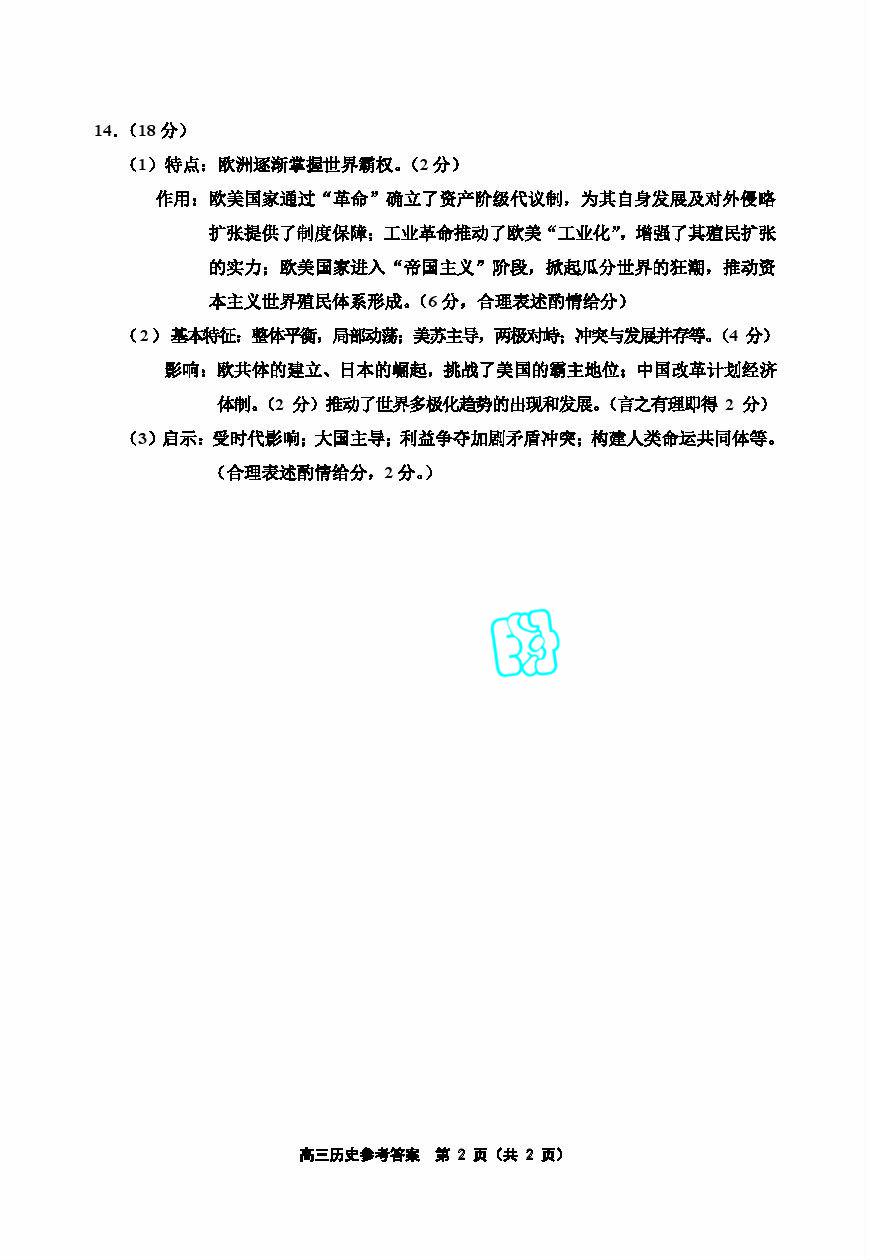 14.（18 分）
（1）特点：欧洲逐渐掌握世界霸权。（2 分）
作用：欧美国家通过“革命”确立了资产阶级代议制，为其自身发展及对外侵略
扩张提供了制度保障；工业革命推动了欧美“工业化”，增强了其殖民扩张
的实力；欧美国家进入“帝国主义”阶段，掀起瓜分世界的狂潮，推动资
本主义世界殖民体系形成。（6 分，合理表述酌情给分）
（2）基本特征：整体平衡，局部动荡；美苏主导，两极对峙；冲突与发展并存等。（4 分）
影响：欧共体的建立、日本的崛起，挑战了美国的霸主地位；中国改革计划经济
体制。（2 分）推动了世界多极化趋势的出现和发展。（言之有理即得 2 分）
（3）启示：受时代影响；大国主导；利益争夺加剧矛盾冲突；构建人类命运共同体等。
（合理表述酌情给分，2 分。）
高三历史参考答案 第 2 页（共 2 页）